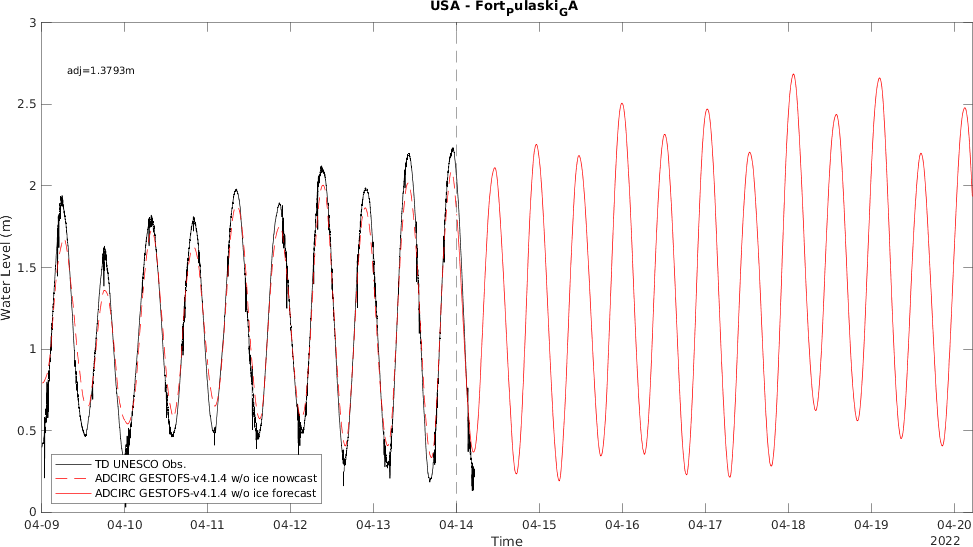 USA - Fort_Pulaski_GA
adj=1.3793m
3
2.5
2
1.5
1
0.5
0
Water Level (m)
TD UNESCO Obs.
ADCIRC GESTOFS-v4.1.4 w/o ice nowcast
ADCIRC GESTOFS-v4.1.4 w/o ice forecast
04-09 04-10 04-11 04-12 04-13 04-14 04-15 04-16 04-17 04-18 04-19 04-20
Time
2022